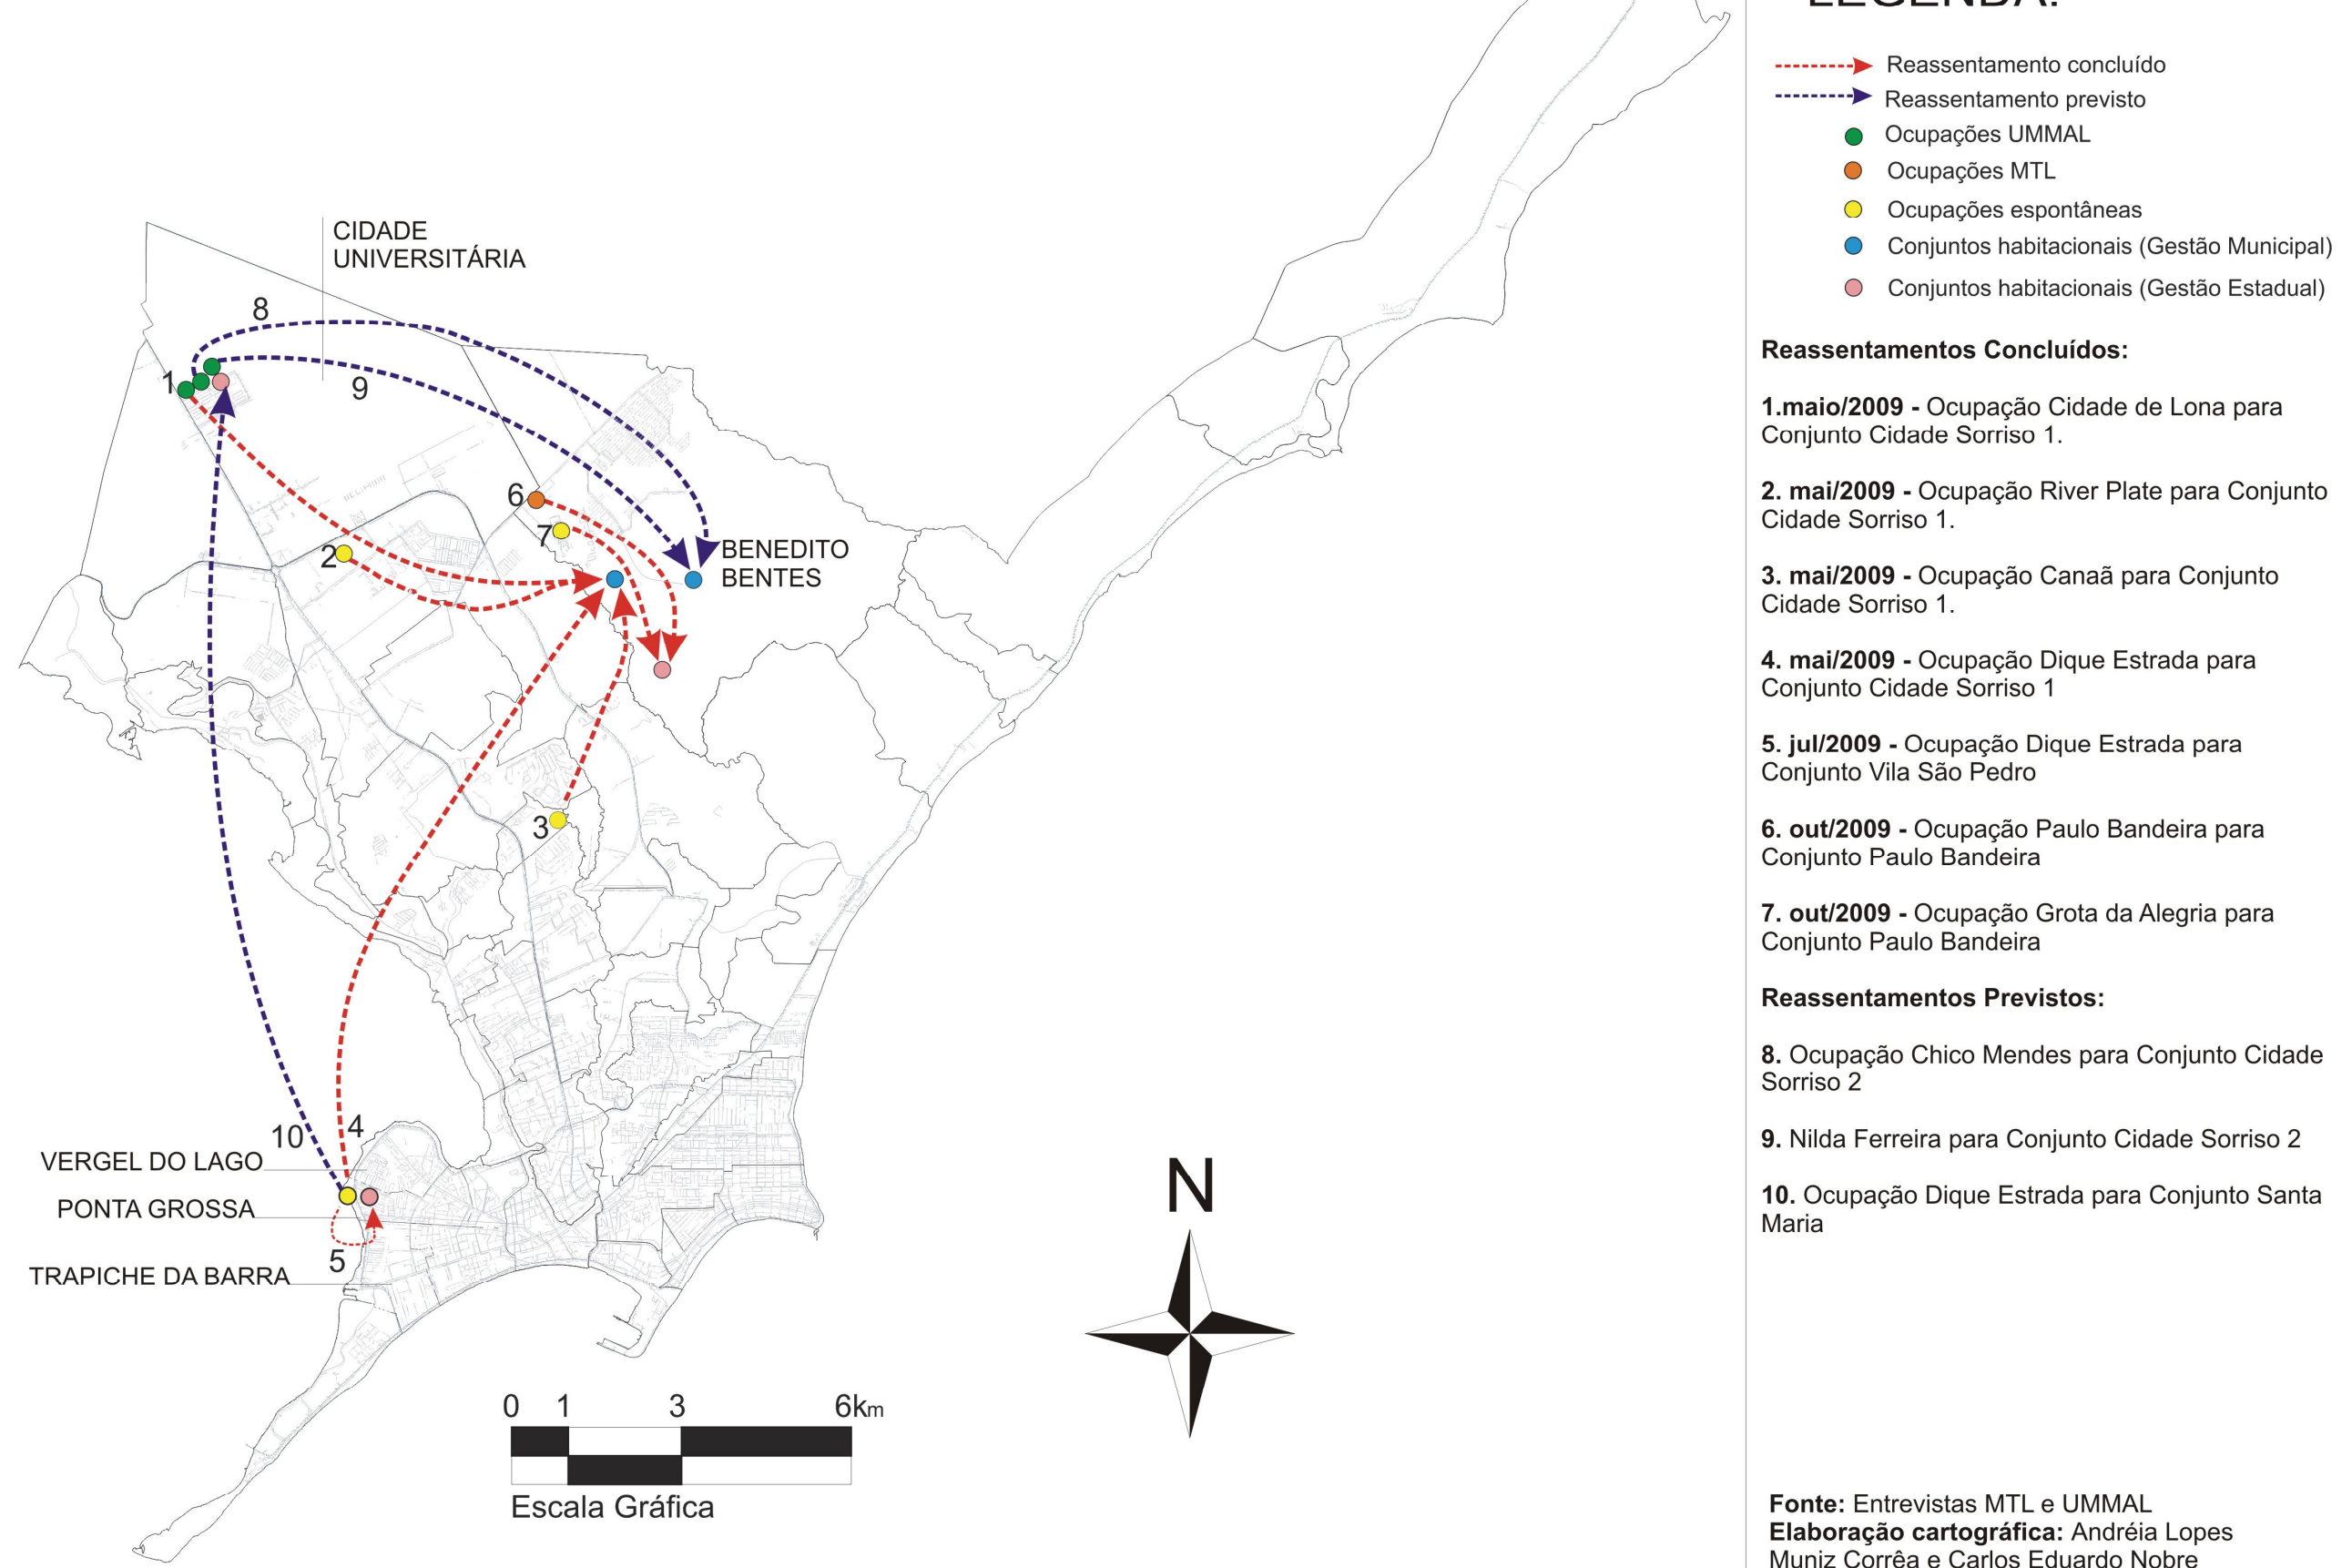 CIDADE
UNIVERSITÁRIA
8
1
9
6
7
2
BENEDITO
BENTES
3
10
4
VERGEL DO LAGO
PONTA GROSSA
5
TRAPICHE DA BARRA
N
0 1 3 6km
Escala Gráfica
LEGENDA:
Reassentamento concluído
Reassentamento previsto
Ocupações UMMAL
Ocupações MTL
Ocupações espontâneas
Conjuntos habitacionais (Gestão Municipal)
Conjuntos habitacionais (Gestão Estadual)
Reassentamentos Concluídos:
1.maio/2009 - Ocupação Cidade de Lona para
Conjunto Cidade Sorriso 1.
2. mai/2009 - Ocupação River Plate para Conjunto
Cidade Sorriso 1.
3. mai/2009 - Ocupação Canaã para Conjunto
Cidade Sorriso 1.
4. mai/2009 - Ocupação Dique Estrada para
Conjunto Cidade Sorriso 1
5. jul/2009 - Ocupação Dique Estrada para
Conjunto Vila São Pedro
6. out/2009 - Ocupação Paulo Bandeira para
Conjunto Paulo Bandeira
7. out/2009 - Ocupação Grota da Alegria para
Conjunto Paulo Bandeira
Reassentamentos Previstos:
8. Ocupação Chico Mendes para Conjunto Cidade
Sorriso 2
9. Nilda Ferreira para Conjunto Cidade Sorriso 2
10. Ocupação Dique Estrada para Conjunto Santa
Maria
Fonte: Entrevistas MTL e UMMAL
Elaboração cartográfica: Andréia Lopes
Muniz Corrêa e Carlos Eduardo Nobre